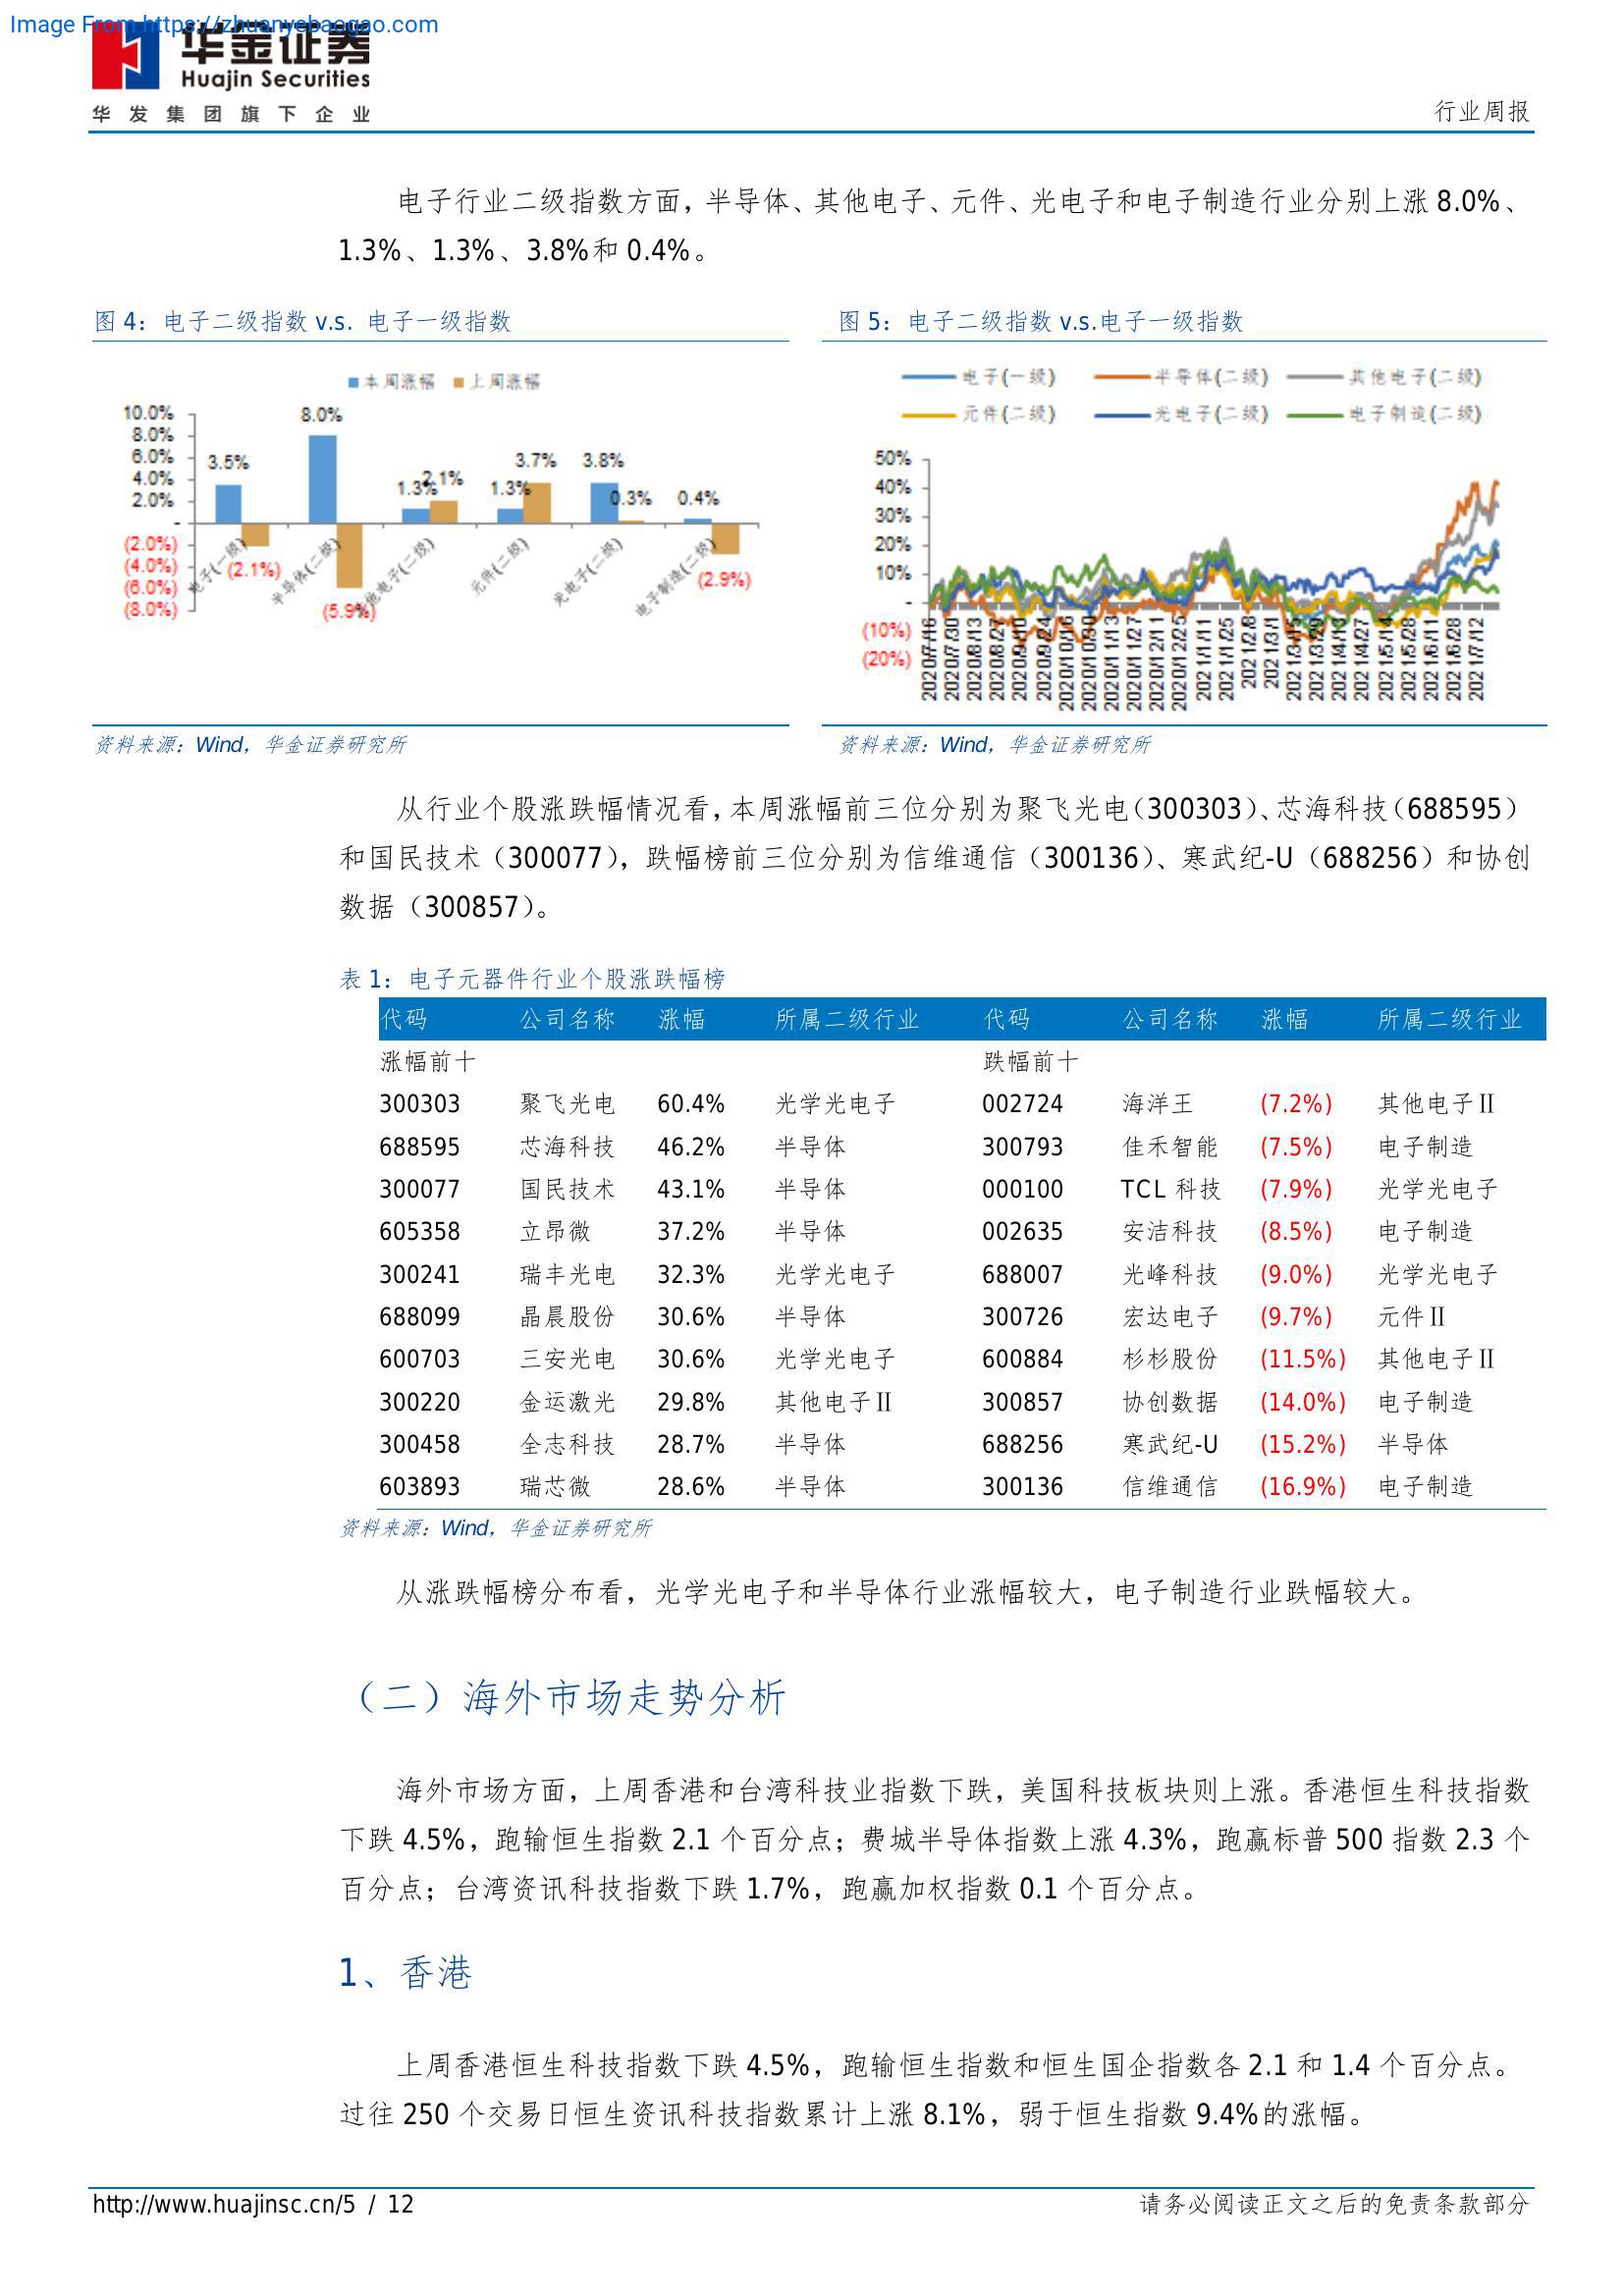 Image From https://zhuanyebaogao.com
华金证券
Huajin Securities
华发集团旗下企业
行业周报
电子行业二级指数方面，半导体、其他电子、元件、光电子和电子制造行业分别上涨 8.0%、
1.3%、1.3%、3.8%和 0.4%。
图 4：电子二级指数 v.s. 电子一级指数
本周涨幅 上周涨幅
10.0%
8.0%
6.0%
4.0%
2.0%
-
(2.0%)
(4.0%)
(6.0%)
(8.0%)
3.5% 8.0% 1.3% 2.1% 1.3% 3.7% 3.8% 0.3% 0.4%
(2.1%) (5.9%) (2.9%)
电子(一级) 半导体(二级) 其他电子(二级) 元件(二级) 光电子(二级) 电子制造(二级)
资料来源：Wind，华金证券研究所
图 5：电子二级指数 v.s.电子一级指数
电子(一级) 半导体(二级) 其他电子(二级)
元件(二级) 光电子(二级) 电子制造(二级)
50%
40%
30%
20%
10%
-
(10%)
(20%)
2020/7/16 2020/7/30 2020/8/13 2020/8/27 2020/9/10 2020/9/24 2020/10/16 2020/10/30 2020/11/13 2020/11/27 2020/12/11 2020/12/25 2021/1/11 2021/1/25 2021/2/8 2021/3/1 2021/3/15 2021/3/29 2021/4/13 2021/4/27 2021/5/14 2021/5/28 2021/6/11 2021/6/28 2021/7/12
资料来源：Wind，华金证券研究所
从行业个股涨跌幅情况看，本周涨幅前三位分别为聚飞光电（300303）、芯海科技（688595）
和国民技术（300077），跌幅榜前三位分别为信维通信（300136）、寒武纪-U（688256）和协创
数据（300857）。
表 1：电子元器件行业个股涨跌幅榜
代码 公司名称 涨幅 所属二级行业 代码 公司名称 涨幅 所属二级行业
涨幅前十 跌幅前十
300303 聚飞光电 60.4% 光学光电子 002724 海洋王 (7.2%) 其他电子Ⅱ
688595 芯海科技 46.2% 半导体 300793 佳禾智能 (7.5%) 电子制造
300077 国民技术 43.1% 半导体 000100 TCL 科技 (7.9%) 光学光电子
605358 立昂微 37.2% 半导体 002635 安洁科技 (8.5%) 电子制造
300241 瑞丰光电 32.3% 光学光电子 688007 光峰科技 (9.0%) 光学光电子
688099 晶晨股份 30.6% 半导体 300726 宏达电子 (9.7%) 元件Ⅱ
600703 三安光电 30.6% 光学光电子 600884 杉杉股份 (11.5%) 其他电子Ⅱ
300220 金运激光 29.8% 其他电子Ⅱ 300857 协创数据 (14.0%) 电子制造
300458 全志科技 28.7% 半导体 688256 寒武纪-U (15.2%) 半导体
603893 瑞芯微 28.6% 半导体 300136 信维通信 (16.9%) 电子制造
资料来源：Wind，华金证券研究所
从涨跌幅榜分布看，光学光电子和半导体行业涨幅较大，电子制造行业跌幅较大。
（二）海外市场走势分析
海外市场方面，上周香港和台湾科技业指数下跌，美国科技板块则上涨。香港恒生科技指数
下跌 4.5%，跑输恒生指数 2.1 个百分点；费城半导体指数上涨 4.3%，跑赢标普 500 指数 2.3 个
百分点；台湾资讯科技指数下跌 1.7%，跑赢加权指数 0.1 个百分点。
1、香港
上周香港恒生科技指数下跌 4.5%，跑输恒生指数和恒生国企指数各 2.1 和 1.4 个百分点。
过往 250 个交易日恒生资讯科技指数累计上涨 8.1%，弱于恒生指数 9.4%的涨幅。
http://www.huajinsc.cn/5 / 12
请务必阅读正文之后的免责条款部分